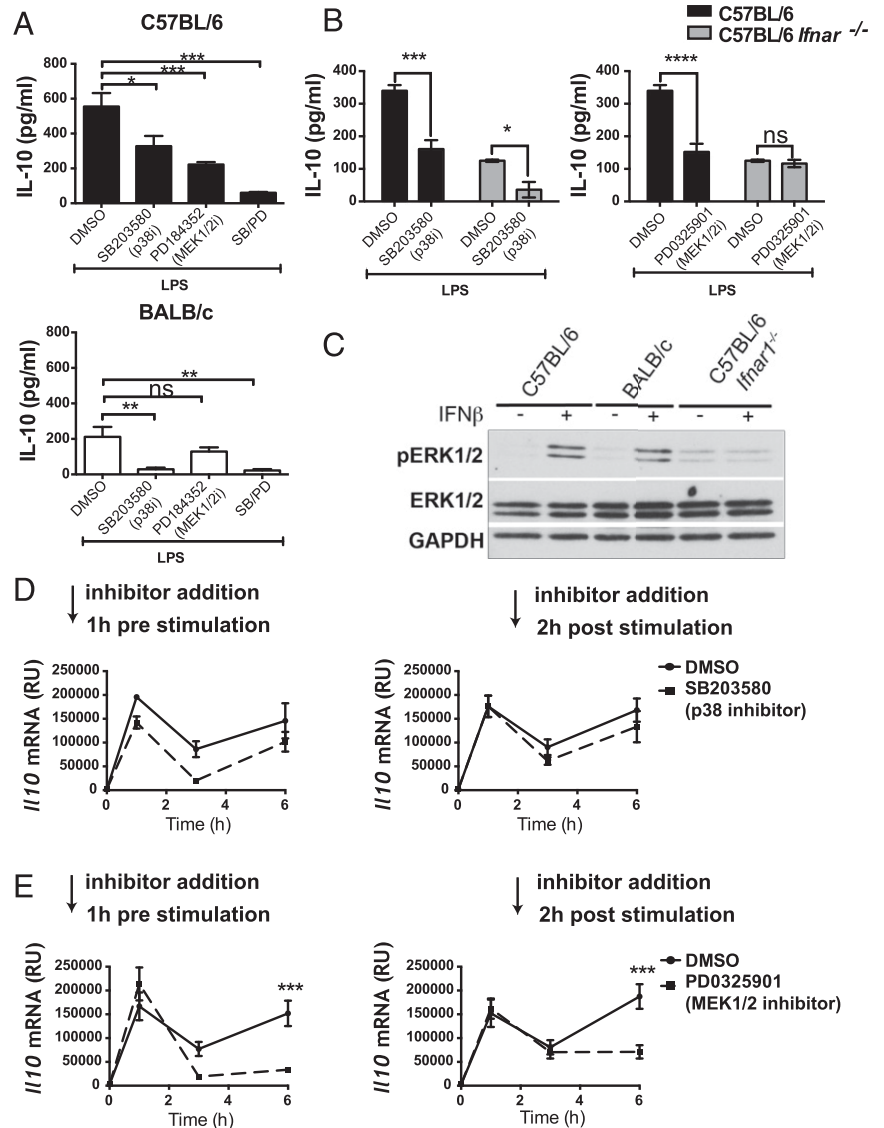 A
C57BL/6
IL-10 (pg/ml)
800
600
400
200
0
***
***
*
DMSO
SB203580
(p38i)
PD184352
(MEK1/2i)
SB/PD
LPS
BALB/c
IL-10 (pg/ml)
800
600
400
200
0
**
ns
**
DMSO
SB203580
(p38i)
PD184352
(MEK1/2i)
SB/PD
LPS
B
C57BL/6
C57BL/6 Ifnar -/-
IL-10 (pg/ml)
400
300
200
100
0
***
*
DMSO
SB203580
(p38i)
DMSO
SB203580
(p38i)
LPS
IL-10 (pg/ml)
400
300
200
100
0
****
ns
DMSO
PD0325901
(MEK1/2i)
DMSO
PD0325901
(MEK1/2i)
LPS
C
C57BL/6
BALB/c
C57BL/6
Ifnar1-/-
IFNβ - + - + - +
pERK1/2
ERK1/2
GAPDH
D
inhibitor addition
1h pre stimulation
Il10 mRNA (RU)
250000
200000
150000
100000
50000
0
0 2 4 6
Time (h)
inhibitor addition
2h post stimulation
Il10 mRNA (RU)
250000
200000
150000
100000
50000
0
0 2 4 6
Time (h)
DMSO
SB203580
(p38 inhibitor)
E
inhibitor addition
1h pre stimulation
Il10 mRNA (RU)
250000
200000
150000
100000
50000
0
***
0 2 4 6
Time (h)
inhibitor addition
2h post stimulation
Il10 mRNA (RU)
250000
200000
150000
100000
50000
0
***
0 2 4 6
Time (h)
DMSO
PD0325901
(MEK1/2 inhibitor)